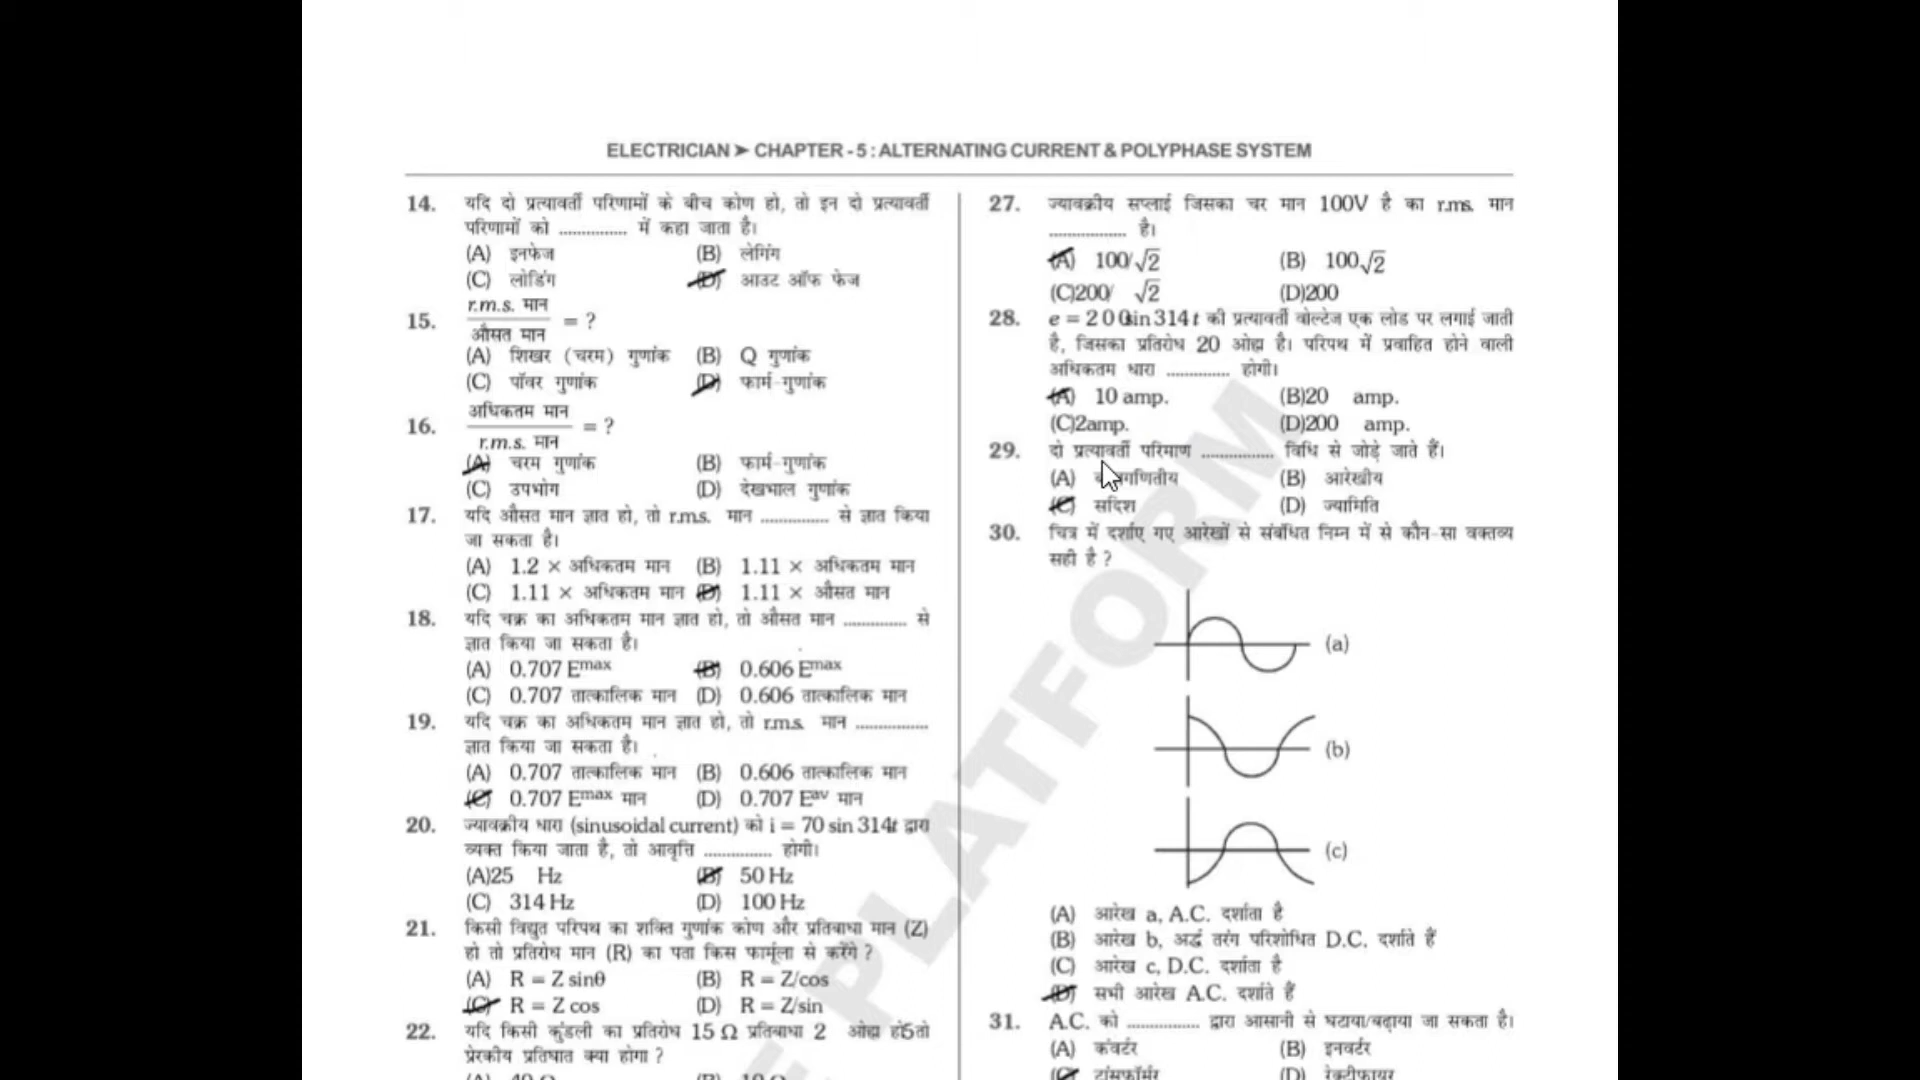 ELECTRICIAN ➤ CHAPTER - 5 : ALTERNATING CURRENT & POLYPHASE SYSTEM
14. यदि दो प्रत्यावर्ती परिणामों के बीच कोण हो, तो इन दो प्रत्यावर्ती
परिणामों को ............... में कहा जाता है।
(A) इनफेज (B) लेगिंग
(C) लोडिंग (D) आउट ऑफ फेज
15. r.m.s. मान / औसत मान = ?
(A) शिखर (चरम) गुणांक (B) Q गुणांक
(C) पॉवर गुणांक (D) फार्म-गुणांक
16. अधिकतम मान / r.m.s. मान = ?
(A) चरम गुणांक (B) फार्म-गुणांक
(C) उपभोग (D) देखभाल गुणांक
17. यदि औसत मान ज्ञात हो, तो r.m.s. मान ............... से ज्ञात किया
जा सकता है।
(A) 1.2 × अधिकतम मान (B) 1.11 × अधिकतम मान
(C) 1.11 × अधिकतम मान (D) 1.11 × औसत मान
18. यदि चक्र का अधिकतम मान ज्ञात हो, तो औसत मान .............. से
ज्ञात किया जा सकता है।
(A) 0.707 Emax (B) 0.606 Emax
(C) 0.707 तात्कालिक मान (D) 0.606 तात्कालिक मान
19. यदि चक्र का अधिकतम मान ज्ञात हो, तो r.m.s. मान ................
ज्ञात किया जा सकता है।
(A) 0.707 तात्कालिक मान (B) 0.606 तात्कालिक मान
(C) 0.707 Emax मान (D) 0.707 Eav मान
20. ज्यावक्रीय धारा (sinusoidal current) को i = 70 sin 314t द्वारा
व्यक्त किया जाता है, तो आवृत्ति ............... होगी।
(A)25 Hz (B) 50 Hz
(C) 314 Hz (D) 100 Hz
21. किसी विद्युत परिपथ का शक्ति गुणांक कोण और प्रतिबाधा मान (Z)
हो तो प्रतिरोध मान (R) का पता किस फार्मूला से करेंगे ?
(A) R = Z sinθ (B) R = Z/cos
(C) R = Z cos (D) R = Z/sin
22. यदि किसी कुंडली का प्रतिरोध 15 Ω प्रतिबाधा 2 ओह्म हो5तो
प्रेरकीय प्रतिघात क्या होगा ?
(A) 40 Ω (B) 10 Ω
27. ज्यावक्रीय सप्लाई जिसका चर मान 100V है का r.m.s. मान
................. है।
(A) 100/√2 (B) 100√2
(C)200/ √2 (D)200
28. e = 200sin314t की प्रत्यावर्ती वोल्टेज एक लोड पर लगाई जाती
है, जिसका प्रतिरोध 20 ओह्म है। परिपथ में प्रवाहित होने वाली
अधिकतम धारा .............. होगी।
(A) 10 amp. (B)20 amp.
(C)2amp. (D)200 amp.
29. दो प्रत्यावर्ती परिमाण ................ विधि से जोड़े जाते हैं।
(A) (B) आरेखीय
(C) सदिश (D) ज्यामिति
30. चित्र में दर्शाए गए आरेखों से संबंधित निम्न में से कौन-सा वक्तव्य
सही है ?
(a)
(b)
(c)
(A) आरेख a, A.C. दर्शाता है
(B) आरेख b, अर्द्ध तरंग परिशोधित D.C. दर्शाते हैं
(C) आरेख c, D.C. दर्शाता है
(D) सभी आरेख A.C. दर्शाते हैं
31. A.C. को ................ द्वारा आसानी से घटाया/बढ़ाया जा सकता है।
(A) कंवर्टर (B) इनवर्टर
(C) ट्रांसफॉर्मर (D) रेक्टीफायर
PLATFORM